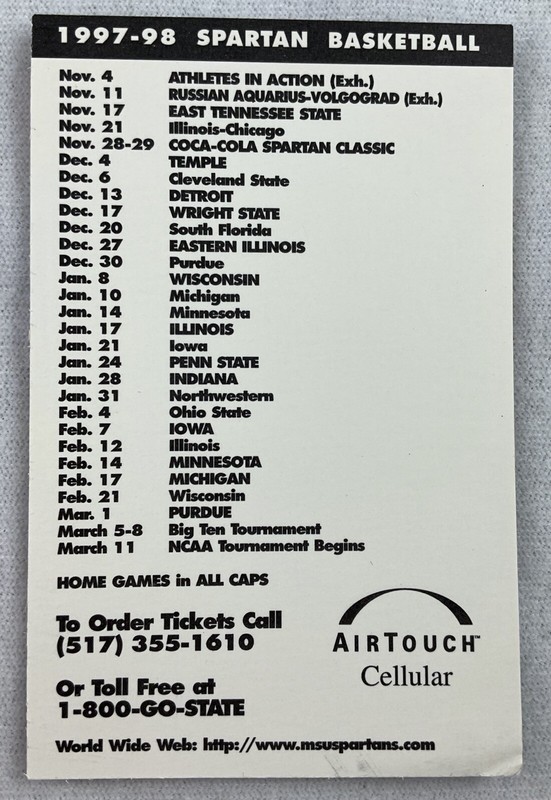 1997-98 SPARTAN BASKETBALL
Nov. 4 ATHLETES IN ACTION (Exh.)
Nov. 11 RUSSIAN AQUARIUS-VOLGOGRAD (Exh.)
Nov. 17 EAST TENNESSEE STATE
Nov. 21 Illinois-Chicago
Nov. 28-29 COCA-COLA SPARTAN CLASSIC
Dec. 4 TEMPLE
Dec. 6 Cleveland State
Dec. 13 DETROIT
Dec. 17 WRIGHT STATE
Dec. 20 South Florida
Dec. 27 EASTERN ILLINOIS
Dec. 30 Purdue
Jan. 8 WISCONSIN
Jan. 10 Michigan
Jan. 14 Minnesota
Jan. 17 ILLINOIS
Jan. 21 Iowa
Jan. 24 PENN STATE
Jan. 28 INDIANA
Jan. 31 Northwestern
Feb. 4 Ohio State
Feb. 7 IOWA
Feb. 12 Illinois
Feb. 14 MINNESOTA
Feb. 17 MICHIGAN
Feb. 21 Wisconsin
Mar. 1 PURDUE
March 5-8 Big Ten Tournament
March 11 NCAA Tournament Begins
HOME GAMES in ALL CAPS
To Order Tickets Call
(517) 355-1610
Or Toll Free at
1-800-GO-STATE
AIRTOUCH™
Cellular
World Wide Web: http://www.msuspartans.com